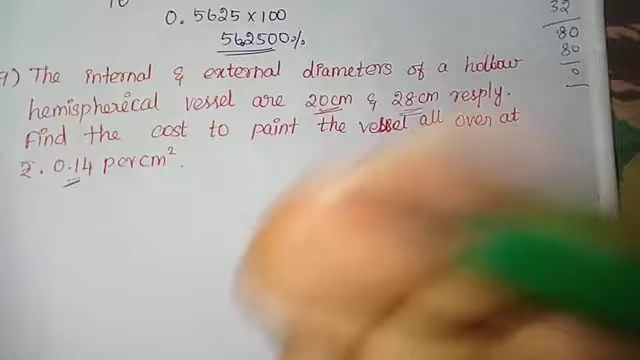 0.5625 x 100
562500%
32
80
80
0
9) The internal & external diameters of a hollow
hemispherical vessel are 20cm & 28cm resply.
Find the cost to paint the vessel all over at
₹. 0.14 per cm².